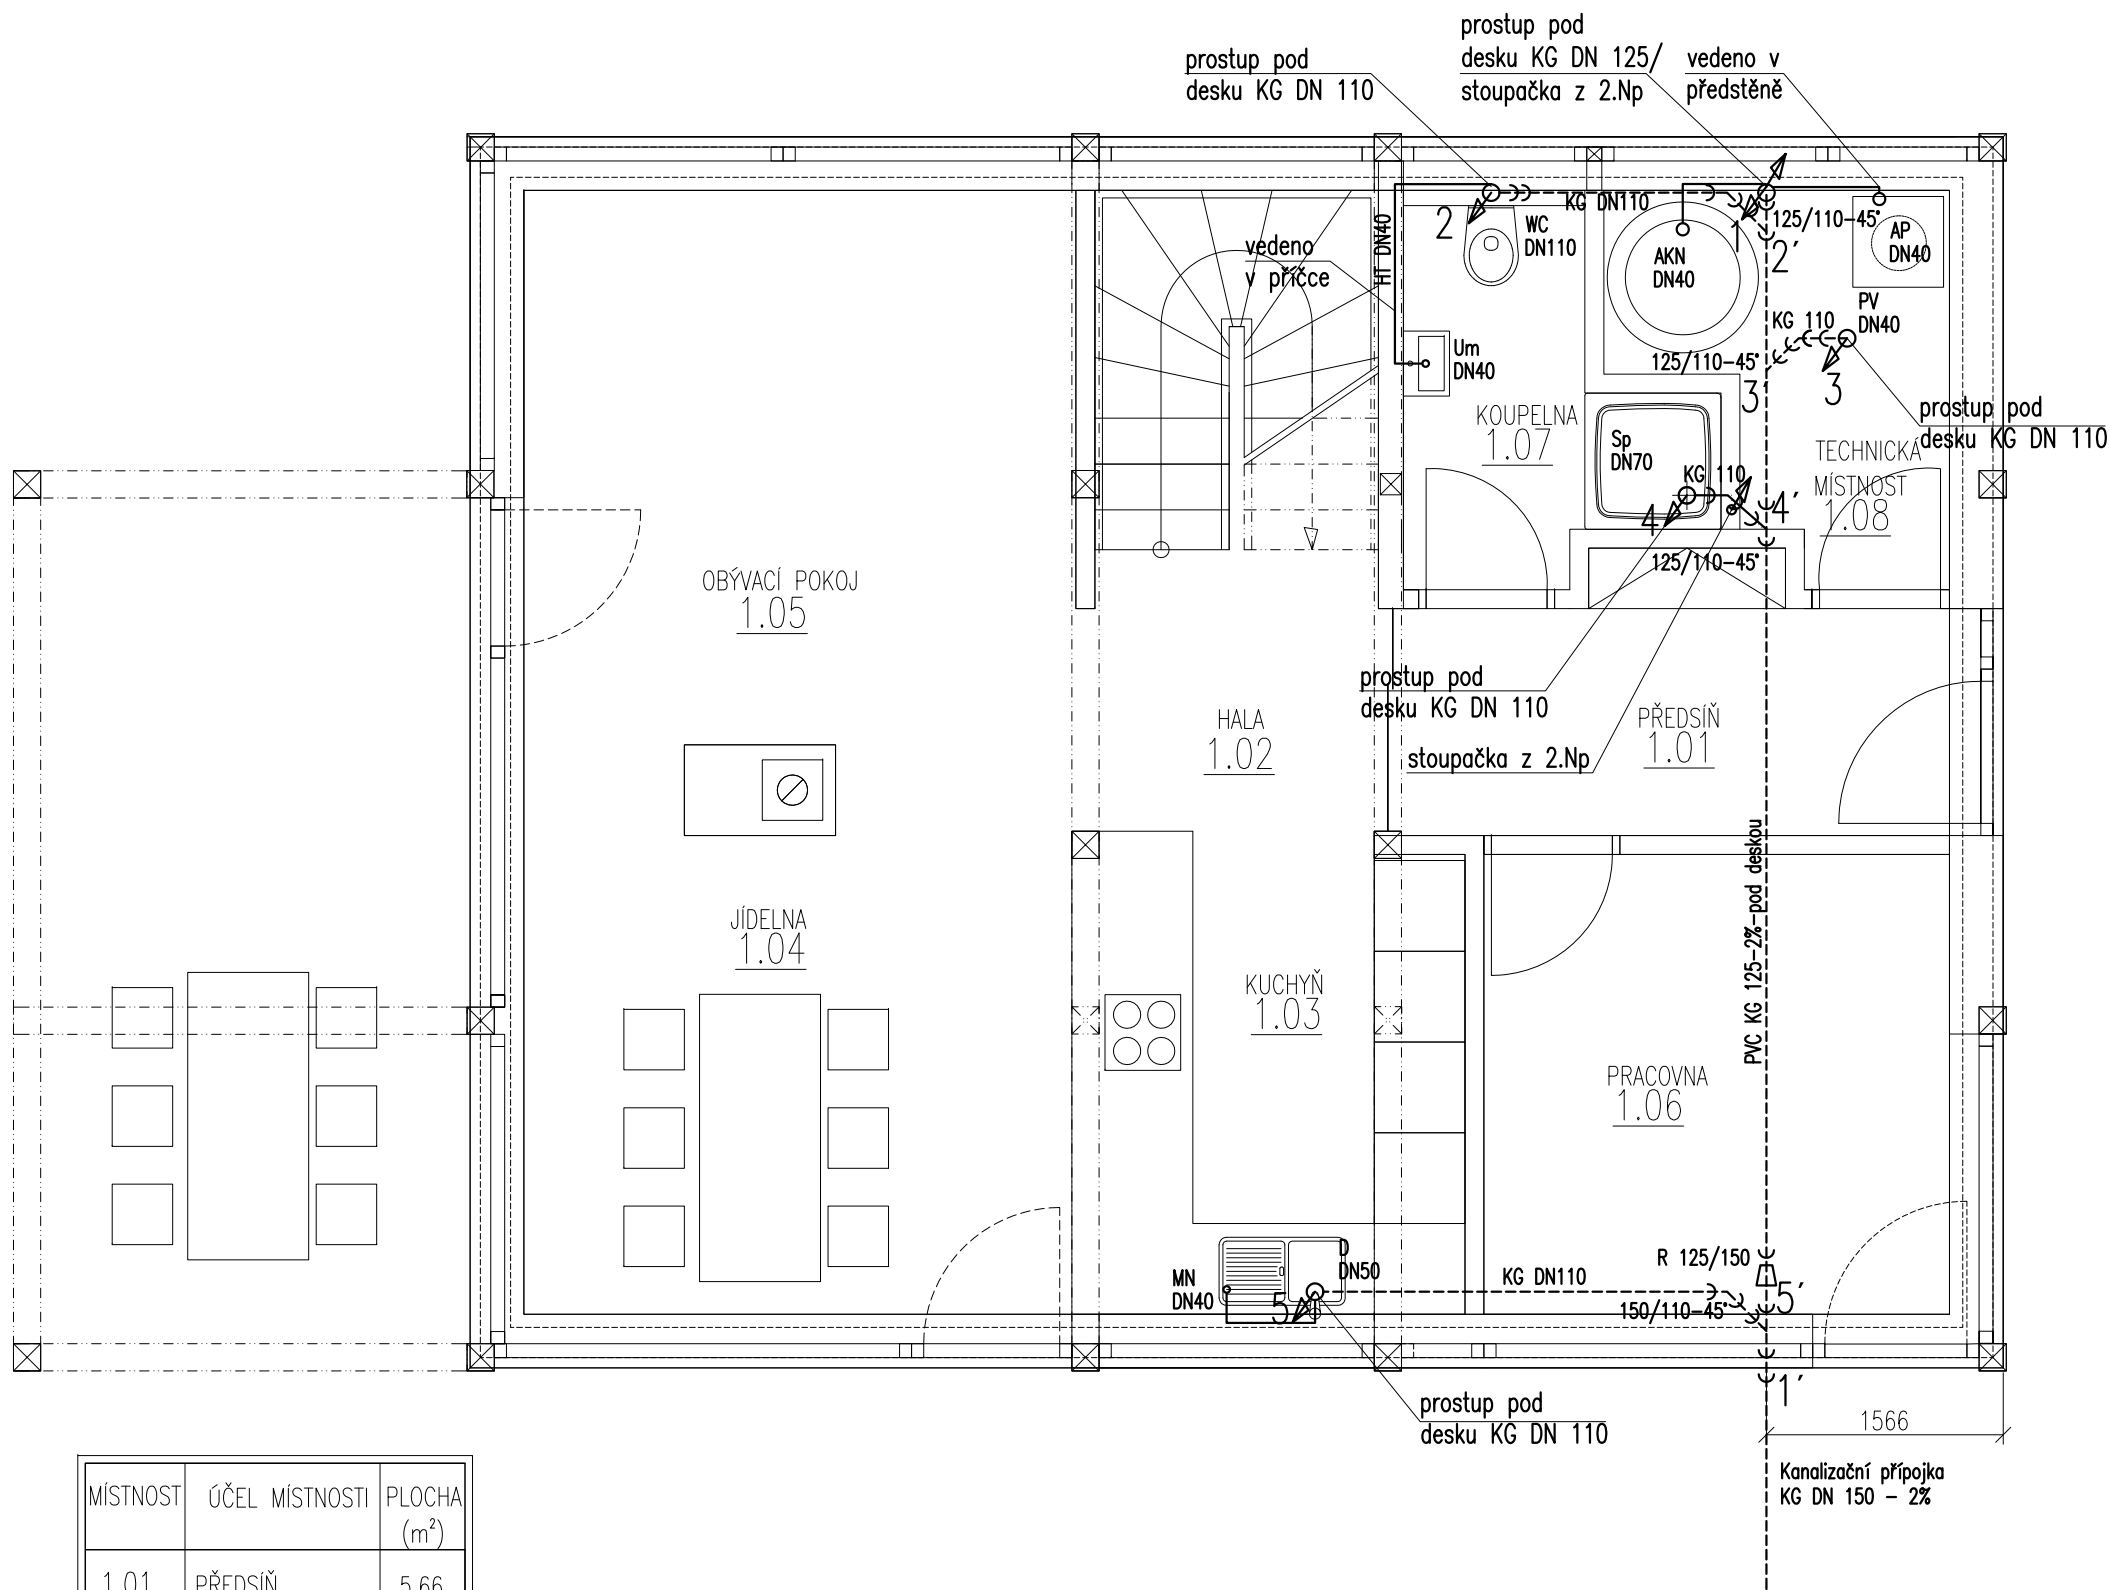 prostup pod
desku KG DN 110
prostup pod
desku KG DN 125/
stoupačka z 2.Np
vedeno v
předstěně
2
KG DN110
WC
DN110
1
125/110-45°
2'
AP
DN40
AKN
DN40
HT DN40
vedeno
v příčce
PV
DN40
KG 110
125/110-45°
3'
3
Um
DN40
prostup pod
desku KG DN 110
KOUPELNA
1.07
Sp
DN70
KG 110
TECHNICKÁ
MÍSTNOST
1.08
4
4'
125/110-45°
OBÝVACÍ POKOJ
1.05
prostup pod
desku KG DN 110
stoupačka z 2.Np
HALA
1.02
PŘEDSÍŇ
1.01
PVC KG 125-2%-pod deskou
JÍDELNA
1.04
KUCHYŇ
1.03
PRACOVNA
1.06
D
DN50
MN
DN40
5
KG DN110
R 125/150
150/110-45°
5'
1'
prostup pod
desku KG DN 110
1566
Kanalizační přípojka
KG DN 150 - 2%
MÍSTNOST ÚČEL MÍSTNOSTI PLOCHA
(m²)
1.01 PŘEDSÍŇ 5.66